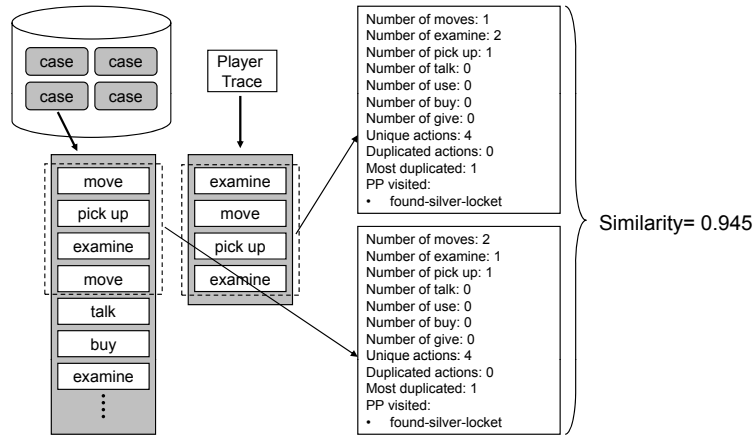 case
case
case
case
Player
Trace
move
pick up
examine
move
talk
buy
examine
examine
move
pick up
examine
Number of moves: 1
Number of examine: 2
Number of pick up: 1
Number of talk: 0
Number of use: 0
Number of buy: 0
Number of give: 0
Unique actions: 4
Duplicated actions: 0
Most duplicated: 1
PP visited:
• found-silver-locket
Number of moves: 2
Number of examine: 1
Number of pick up: 1
Number of talk: 0
Number of use: 0
Number of buy: 0
Number of give: 0
Unique actions: 4
Duplicated actions: 0
Most duplicated: 1
PP visited:
• found-silver-locket
Similarity= 0.945